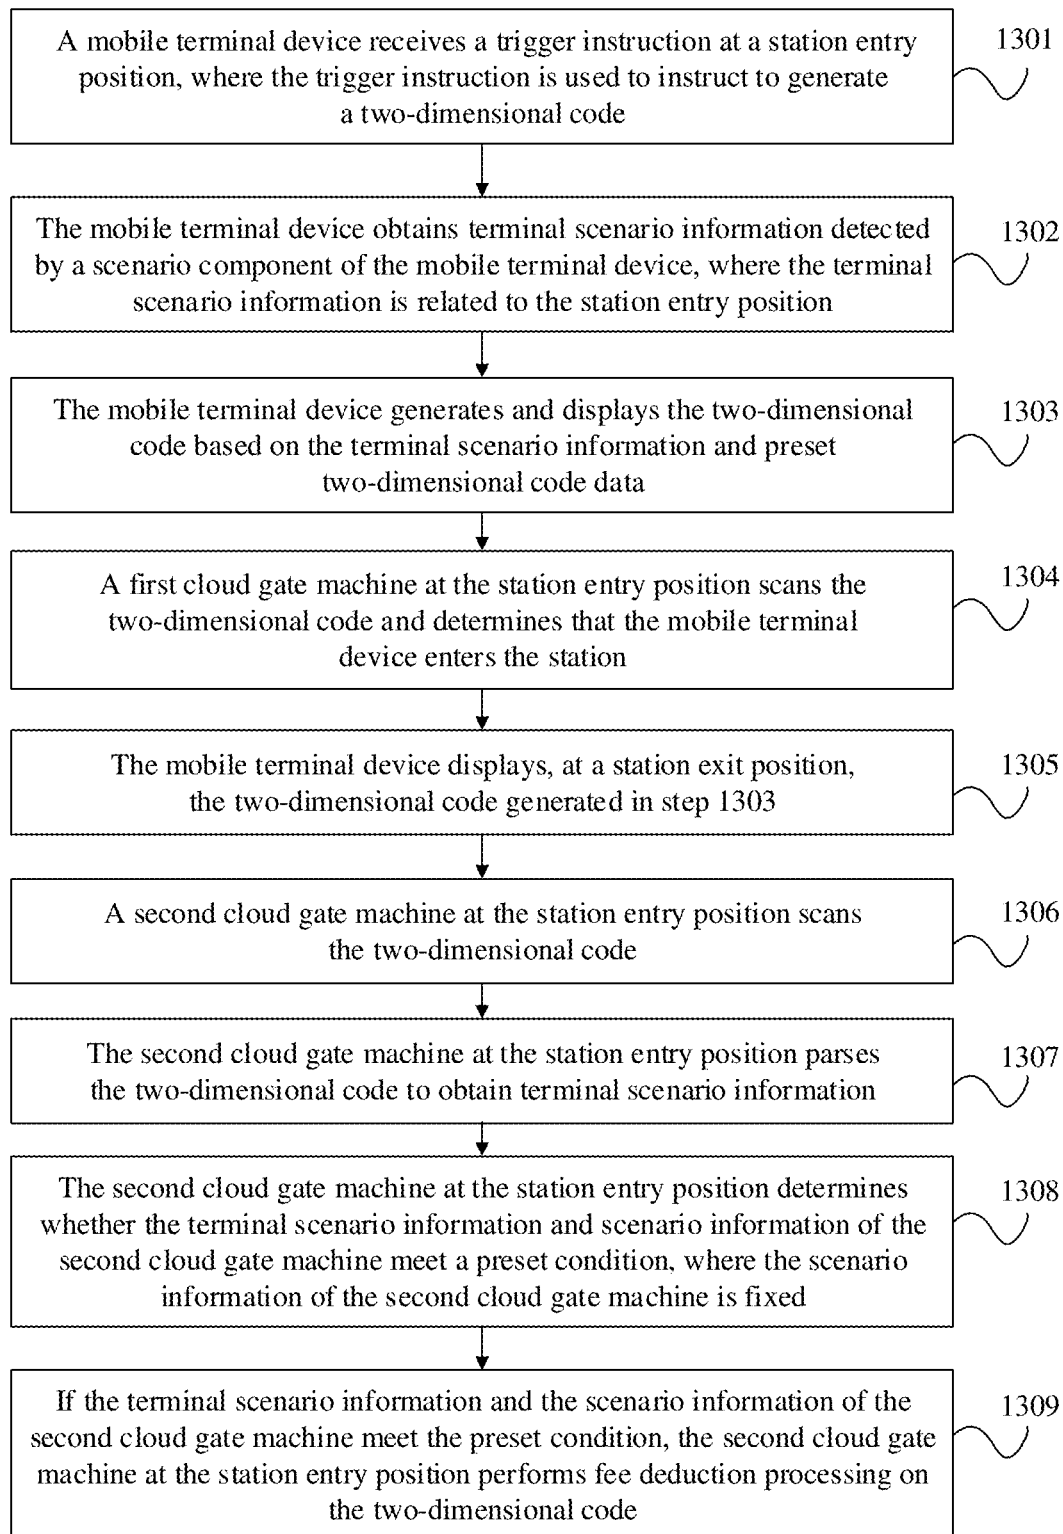 A mobile terminal device receives a trigger instruction at a station entry
position, where the trigger instruction is used to instruct to generate
a two-dimensional code
1301
The mobile terminal device obtains terminal scenario information detected
by a scenario component of the mobile terminal device, where the terminal
scenario information is related to the station entry position
1302
The mobile terminal device generates and displays the two-dimensional
code based on the terminal scenario information and preset
two-dimensional code data
1303
A first cloud gate machine at the station entry position scans the
two-dimensional code and determines that the mobile terminal
device enters the station
1304
The mobile terminal device displays, at a station exit position,
the two-dimensional code generated in step 1303
1305
A second cloud gate machine at the station entry position scans
the two-dimensional code
1306
The second cloud gate machine at the station entry position parses
the two-dimensional code to obtain terminal scenario information
1307
The second cloud gate machine at the station entry position determines
whether the terminal scenario information and scenario information of the
second cloud gate machine meet a preset condition, where the scenario
information of the second cloud gate machine is fixed
1308
If the terminal scenario information and the scenario information of the
second cloud gate machine meet the preset condition, the second cloud gate
machine at the station entry position performs fee deduction processing on
the two-dimensional code
1309